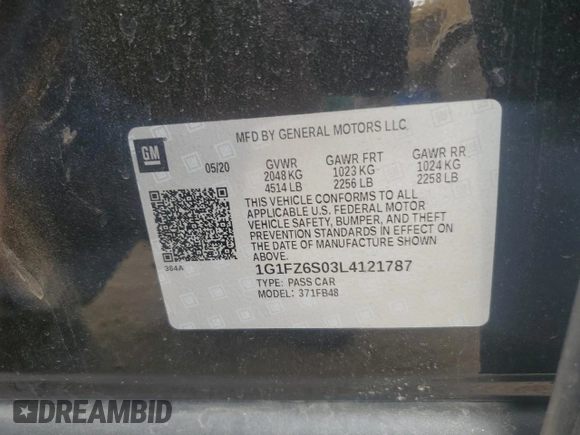 MFD BY GENERAL MOTORS LLC
GM
05/20
GVWR
2048 KG
4514 LB
GAWR FRT
1023 KG
2256 LB
GAWR RR
1024 KG
2258 LB
THIS VEHICLE CONFORMS TO ALL
APPLICABLE U.S. FEDERAL MOTOR
VEHICLE SAFETY, BUMPER, AND THEFT
PREVENTION STANDARDS IN EFFECT ON
THE DATE OF MANUFACTURE SHOWN
ABOVE.
384A
1G1FZ6S03L4121787
TYPE: PASS CAR
MODEL: 371FB48
DREAMBID